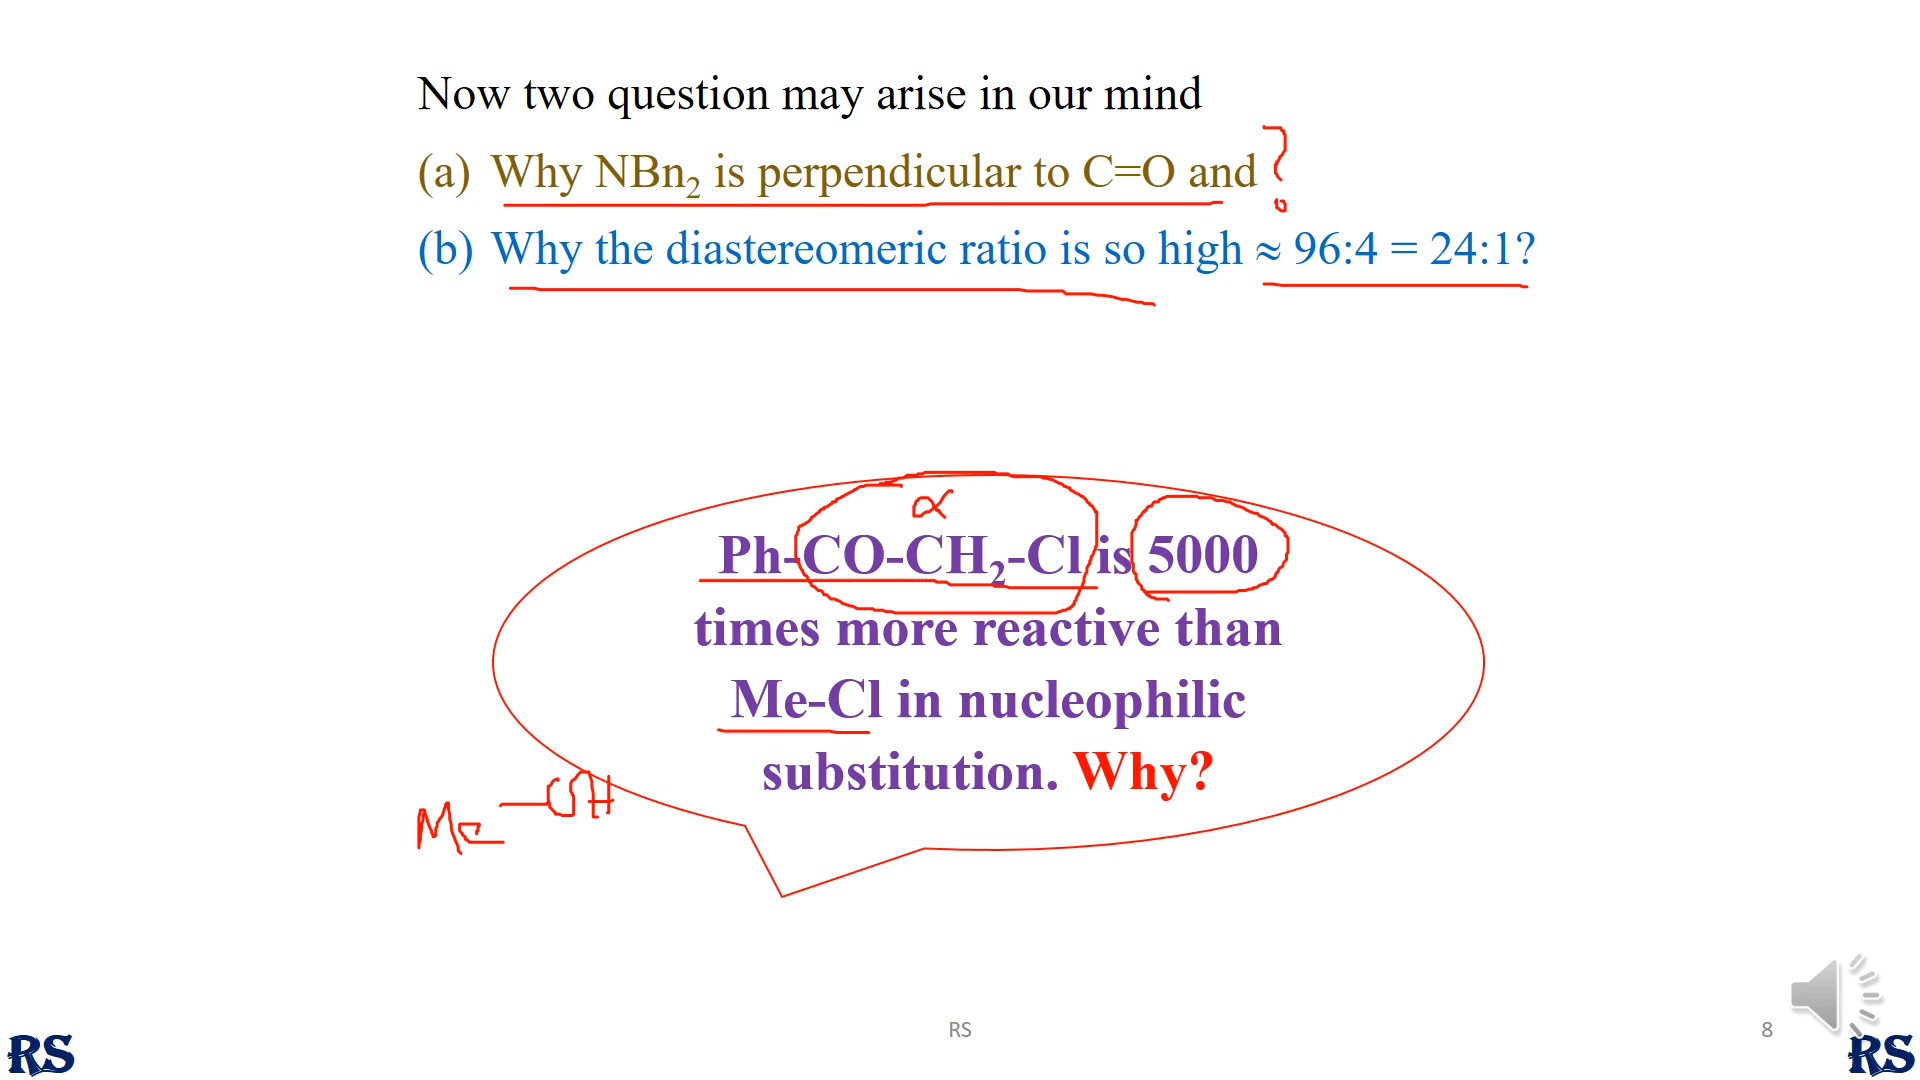 Now two question may arise in our mind
(a) Why NBn₂ is perpendicular to C=O and ?
(b) Why the diastereomeric ratio is so high ≈ 96:4 = 24:1?
α
Ph-CO-CH₂-Cl is 5000
times more reactive than
Me-Cl in nucleophilic
substitution. Why?
Me
RS
RS
8
RS